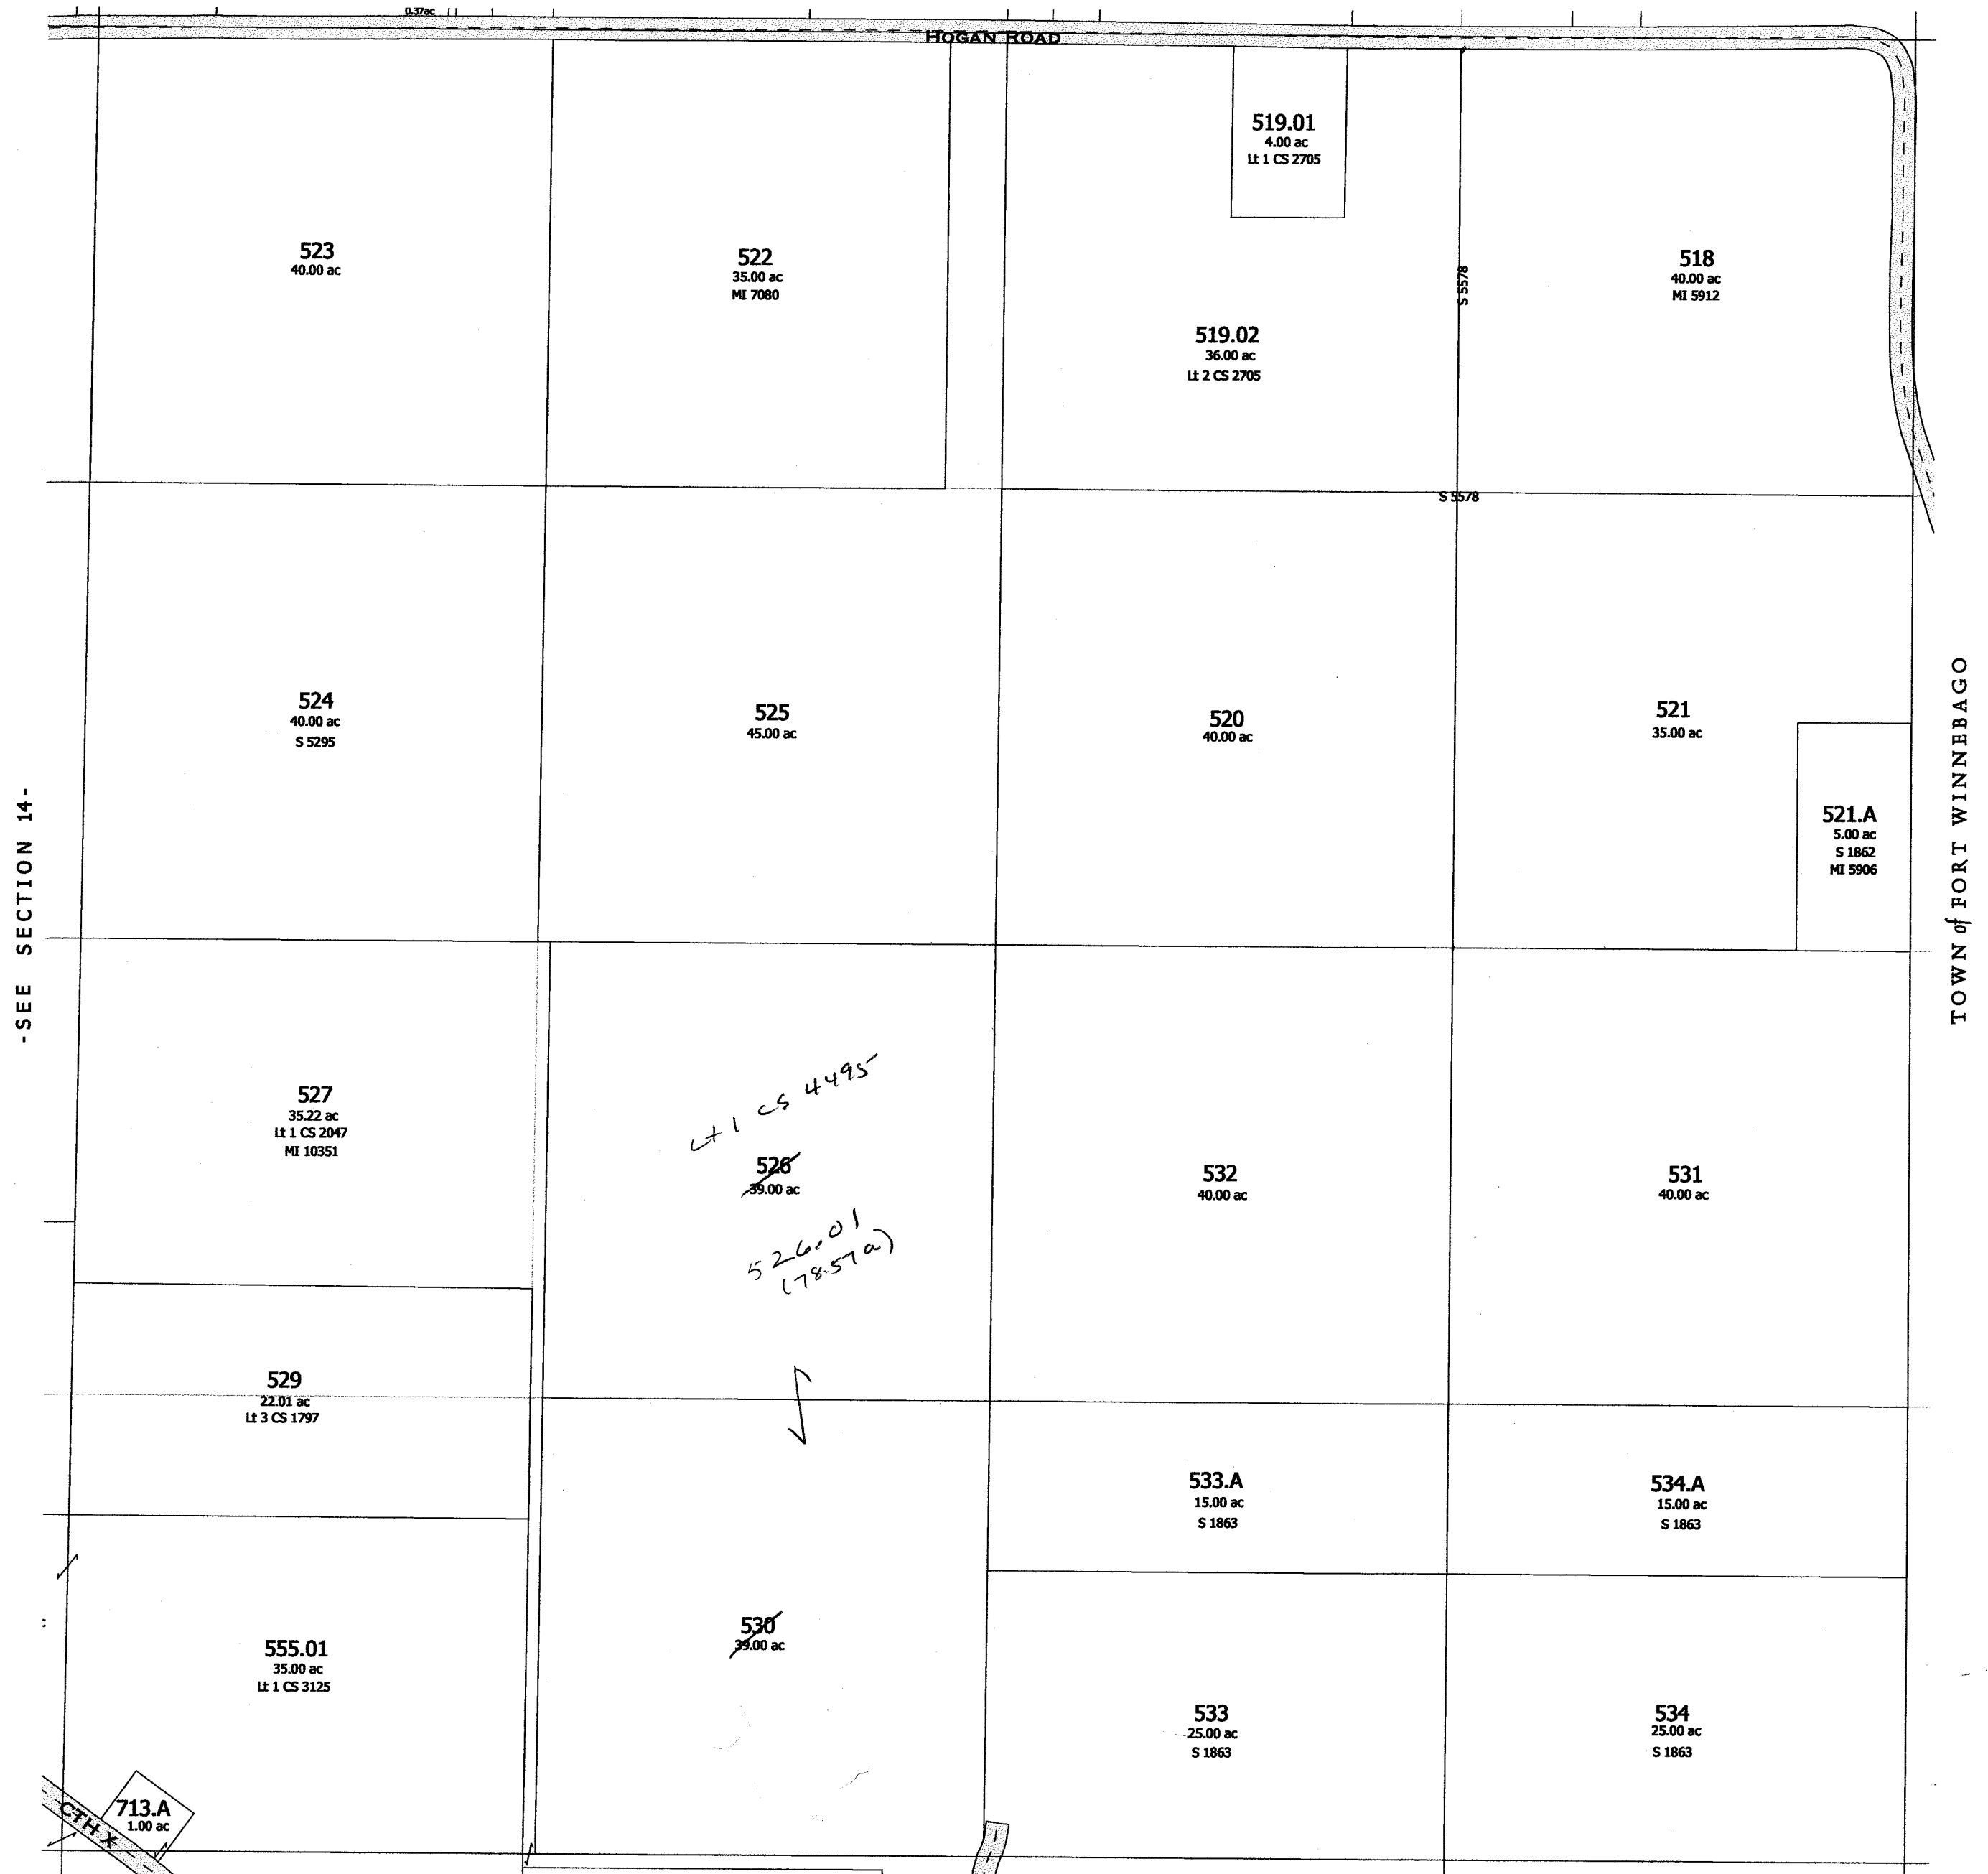 0.37ac
HOGAN ROAD
519.01
4.00 ac
Lt 1 CS 2705
523
40.00 ac
522
35.00 ac
MI 7080
S 5578
518
40.00 ac
MI 5912
519.02
36.00 ac
Lt 2 CS 2705
S 5578
524
40.00 ac
S 5295
525
45.00 ac
520
40.00 ac
521
35.00 ac
521.A
5.00 ac
S 1862
MI 5906
-SEE SECTION 14-
TOWN of FORT WINNEBAGO
527
35.22 ac
Lt 1 CS 2047
MI 10351
Lt 1 CS 4495
526
39.00 ac
526.01
(78.57a)
532
40.00 ac
531
40.00 ac
529
22.01 ac
Lt 3 CS 1797
533.A
15.00 ac
S 1863
534.A
15.00 ac
S 1863
555.01
35.00 ac
Lt 1 CS 3125
530
39.00 ac
533
25.00 ac
S 1863
534
25.00 ac
S 1863
713.A
1.00 ac
CTH X